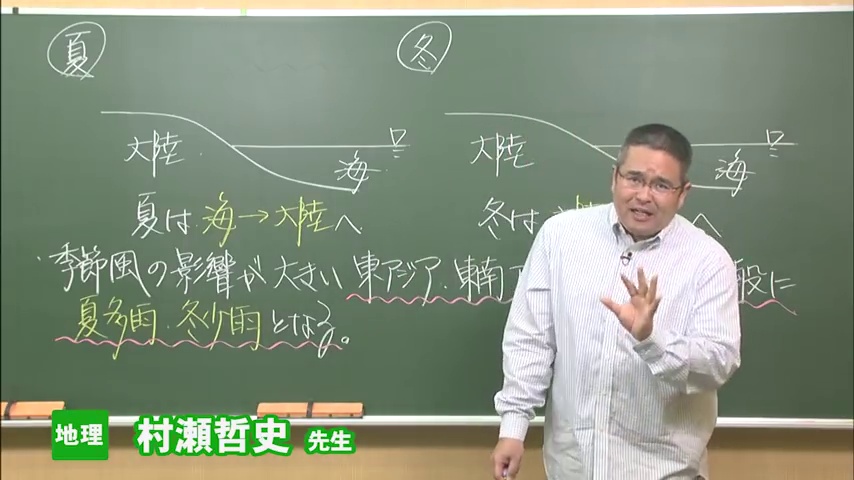 夏
冬
大陸
海
大陸
海
夏は 海→大陸へ
冬は
へ
季節風の影響が大きい 東アジア・東南
般に
夏多雨・冬少雨となる。
地理 村瀬哲史 先生